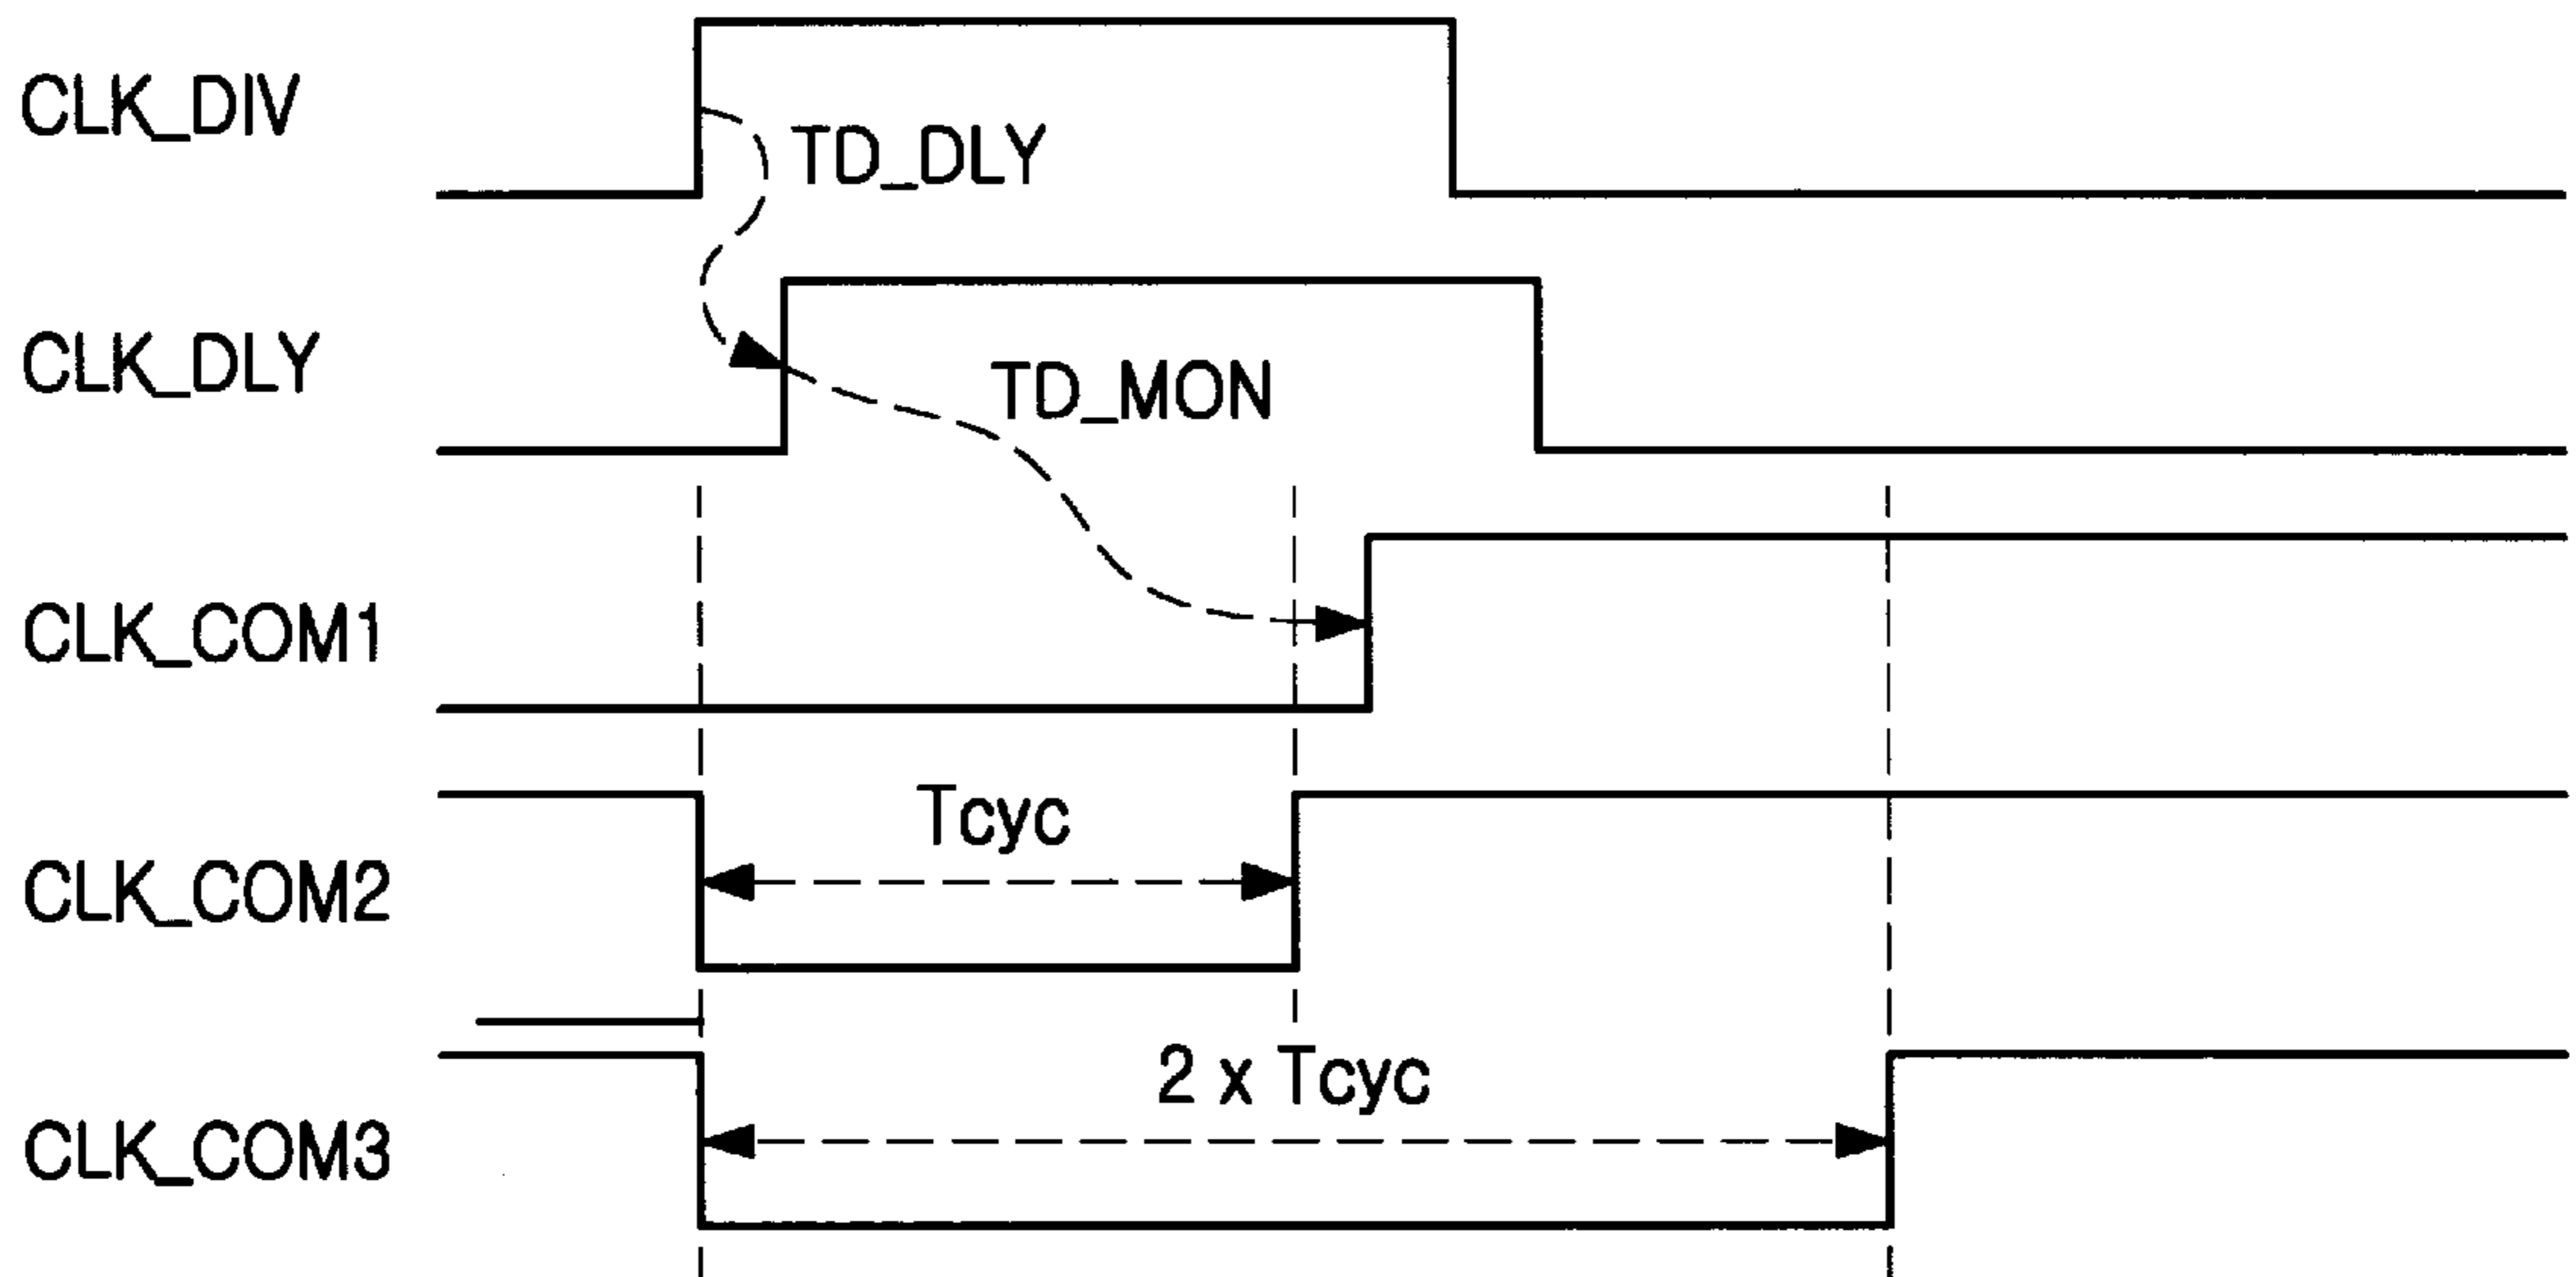 CLK_DIV
TD_DLY
CLK_DLY
TD_MON
CLK_COM1
Tcyc
CLK_COM2
2 x Tcyc
CLK_COM3